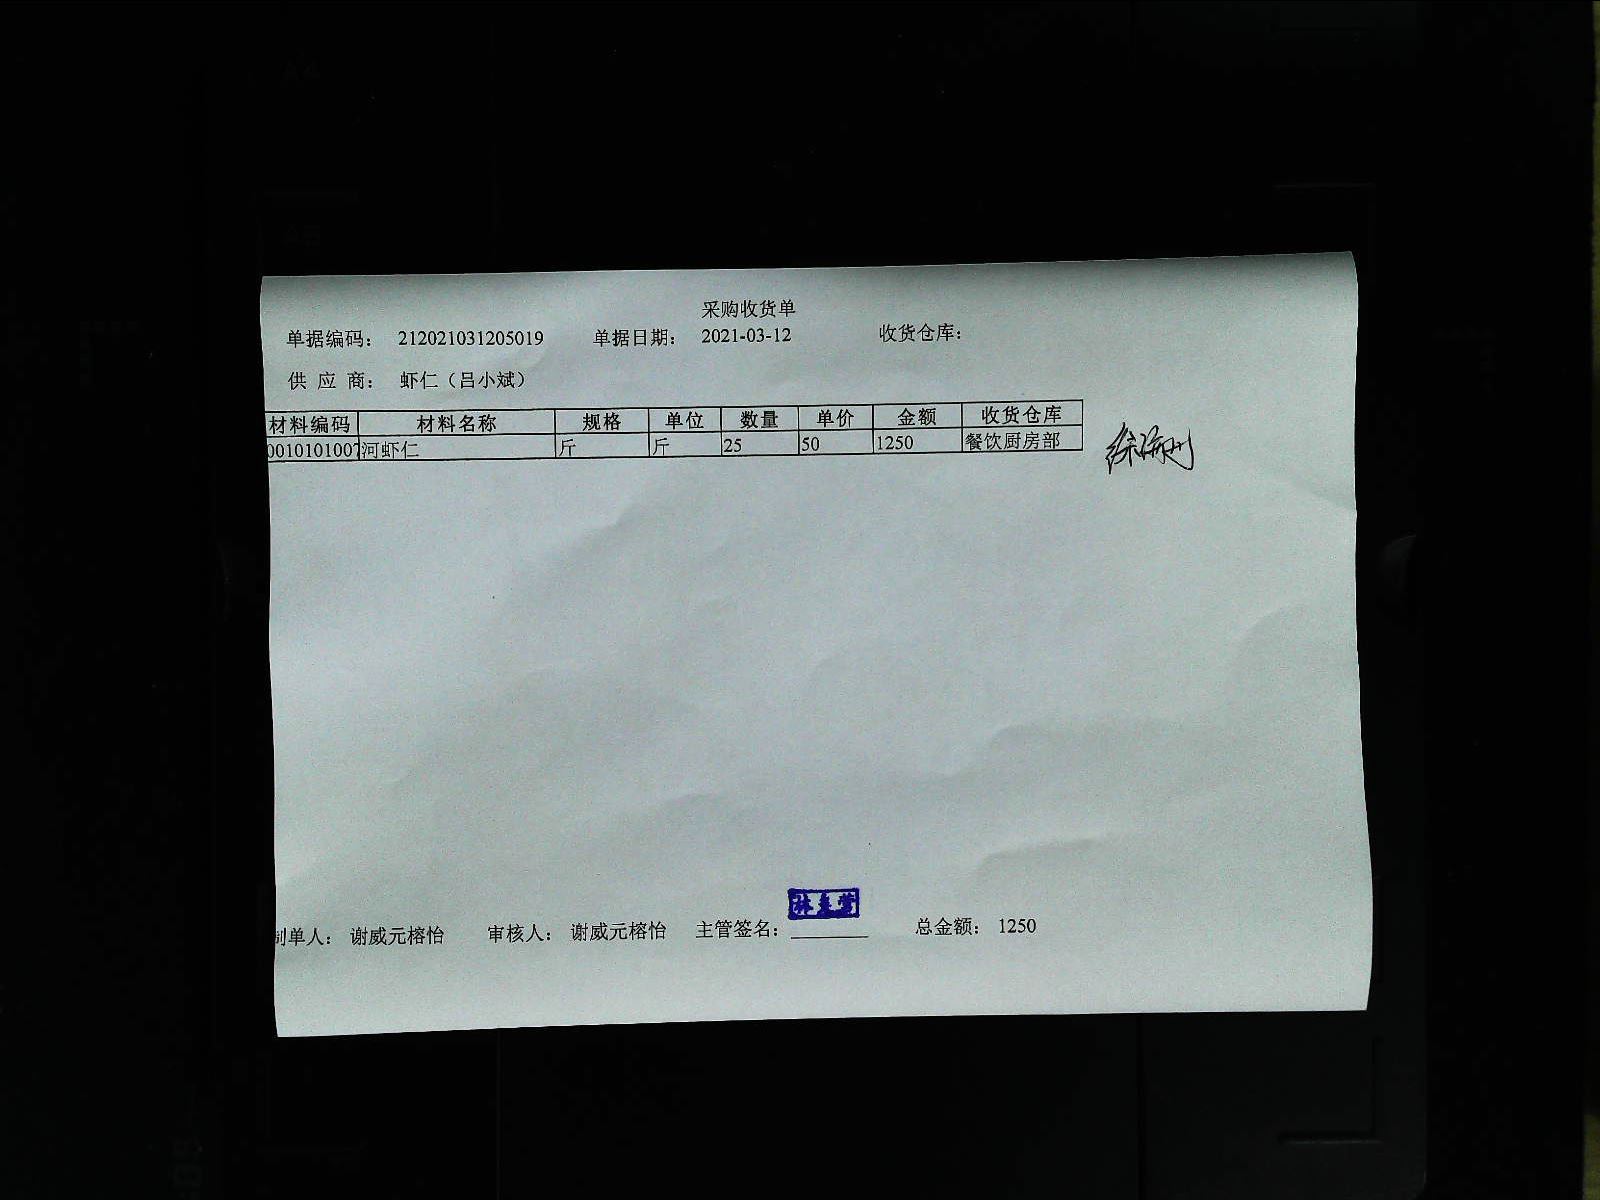 采购收货单
单据编码： 212021031205019 单据日期： 2021-03-12 收货仓库：
供 应 商： 虾仁（吕小斌）
材料编码 材料名称 规格 单位 数量 单价 金额 收货仓库
0010101007 河虾仁 斤 斤 25 50 1250 餐饮厨房部
制单人： 谢威元榕怡 审核人： 谢威元榕怡 主管签名： 总金额： 1250